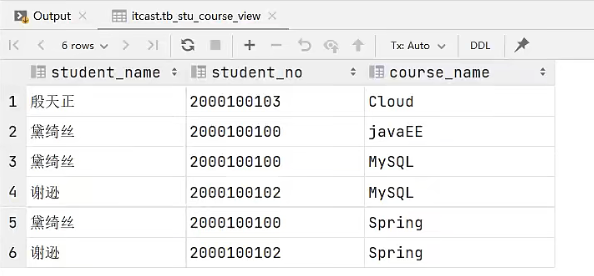 Output itcast.tb_stu_course_view
6 rows Tx: Auto DDL
student_name student_no course_name
1 殷天正 2000100103 Cloud
2 黛绮丝 2000100100 javaEE
3 黛绮丝 2000100100 MySQL
4 谢逊 2000100102 MySQL
5 黛绮丝 2000100100 Spring
6 谢逊 2000100102 Spring